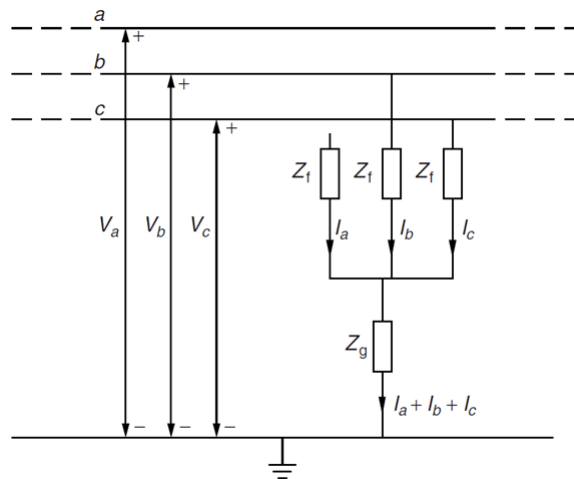 a
+
b
+
c
+
Z_f Z_f Z_f
V_a V_b V_c
I_a I_b I_c
Z_g
I_a + I_b + I_c
− − −